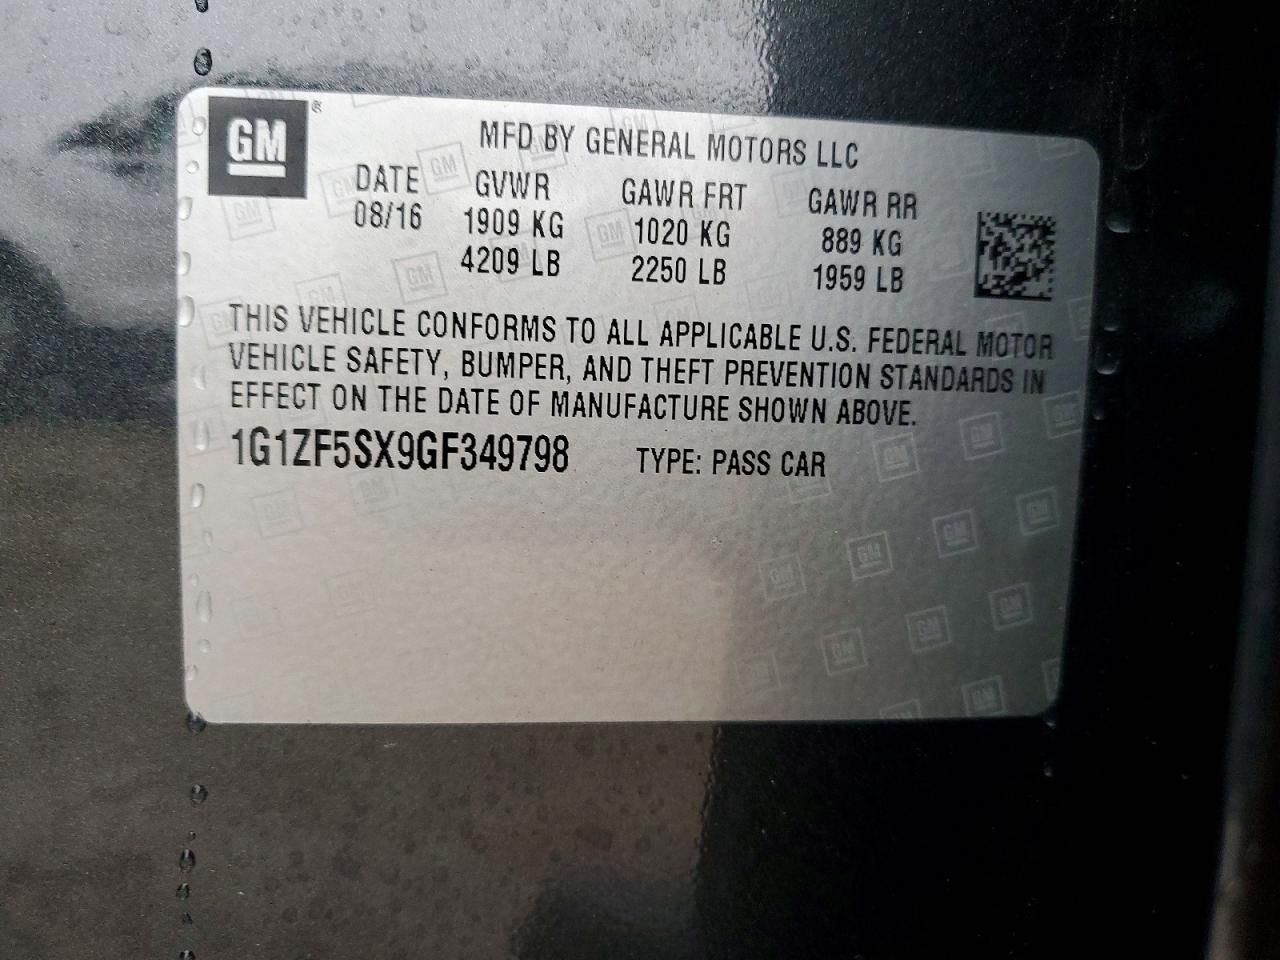 GM ®
MFD BY GENERAL MOTORS LLC
DATE GVWR GAWR FRT GAWR RR
08/16 1909 KG 1020 KG 889 KG
4209 LB 2250 LB 1959 LB
THIS VEHICLE CONFORMS TO ALL APPLICABLE U.S. FEDERAL MOTOR
VEHICLE SAFETY, BUMPER, AND THEFT PREVENTION STANDARDS IN
EFFECT ON THE DATE OF MANUFACTURE SHOWN ABOVE.
1G1ZF5SX9GF349798 TYPE: PASS CAR